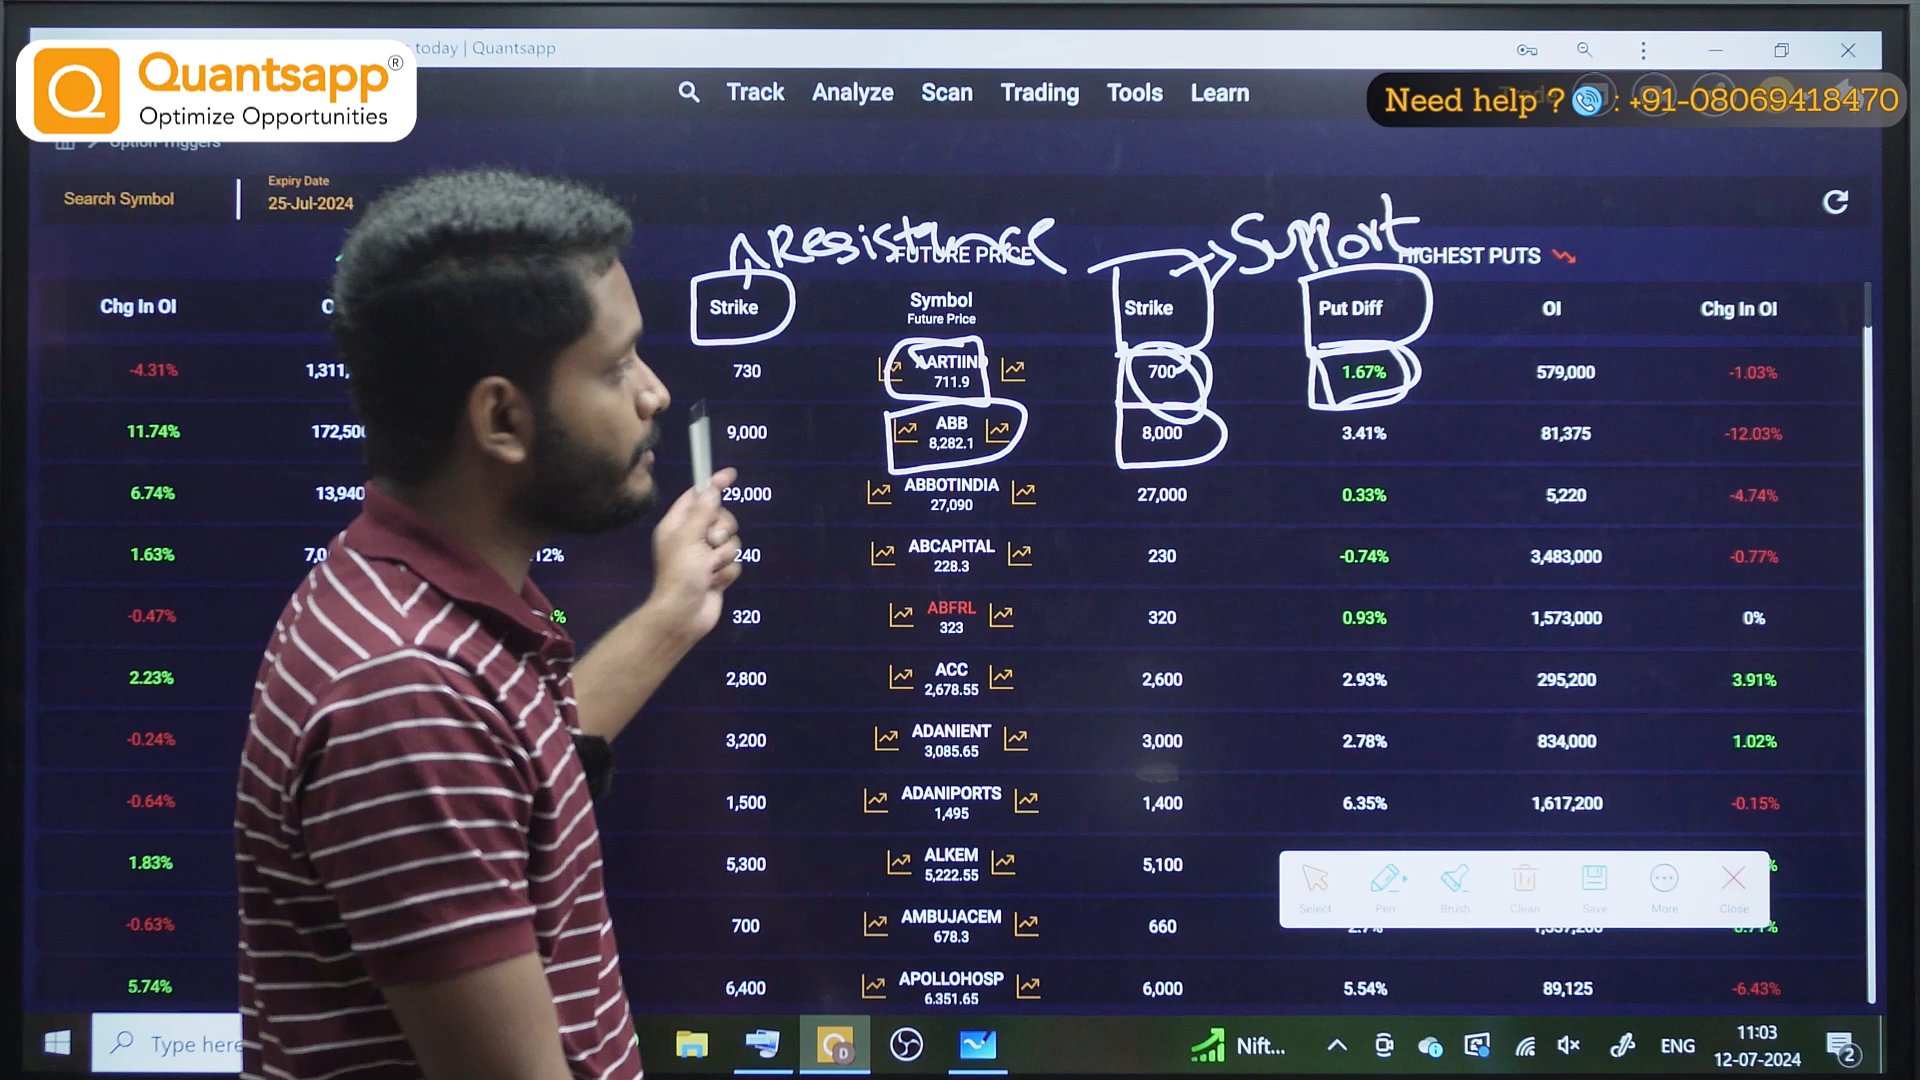 today | Quantsapp
Quantsapp®
Optimize Opportunities
Track Analyze Scan Trading Tools Learn
Need help ? : +91-08069418470
Option Triggers
Search Symbol
Expiry Date
25-Jul-2024
Resistance
Support
FUTURE PRICE
HIGHEST PUTS
Chg In OI Strike Symbol Strike Put Diff OI Chg In OI
Future Price
-4.31% 1,311, 730 AARTIIND 700 1.67% 579,000 -1.03%
711.9
11.74% 172,500 9,000 ABB 8,000 3.41% 81,375 -12.03%
8,282.1
6.74% 13,940 29,000 ABBOTINDIA 27,000 0.33% 5,220 -4.74%
27,090
1.63% 7,0 .12% 240 ABCAPITAL 230 -0.74% 3,483,000 -0.77%
228.3
-0.47% % 320 ABFRL 320 0.93% 1,573,000 0%
323
2.23% 2,800 ACC 2,600 2.93% 295,200 3.91%
2,678.55
-0.24% 3,200 ADANIENT 3,000 2.78% 834,000 1.02%
3,085.65
-0.64% 1,500 ADANIPORTS 1,400 6.35% 1,617,200 -0.15%
1,495
1.83% 5,300 ALKEM 5,100
5,222.55
Select Pen Brush Clean Save More Close
-0.63% 700 AMBUJACEM 660
678.3
5.74% 6,400 APOLLOHOSP 6,000 5.54% 89,125 -6.43%
6,351.65
Type here
Nift... ENG
11:03
12-07-2024
2